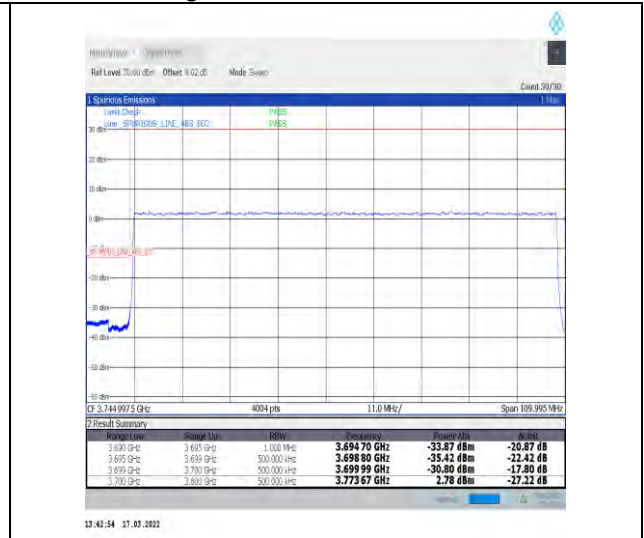 MultiView Spectrum
Ref Level 30.00 dBm Offset 8.02 dB Mode Sweep
Count 30/30
1 Spurious Emissions
Limit Check PASS
Line _SPURIOUS_LINE_ABS_002 PASS
30 dBm
20 dBm
10 dBm
0 dBm
-20 dBm
-30 dBm
-40 dBm
-50 dBm
-60 dBm
CF 3.7449975 GHz 4004 pts 11.0 MHz/ Span 109.995 MHz
2 Result Summary
Range Low Range Up RBW Frequency Power Abs ΔLimit
3.690 GHz 3.695 GHz 1.000 MHz 3.694 70 GHz -33.87 dBm -20.87 dB
3.695 GHz 3.699 GHz 500.000 kHz 3.698 80 GHz -35.42 dBm -22.42 dB
3.699 GHz 3.700 GHz 500.000 kHz 3.699 99 GHz -30.80 dBm -17.80 dB
3.700 GHz 3.800 GHz 500.000 kHz 3.773 67 GHz 2.78 dBm -27.22 dB
13:42:54 17.03.2022